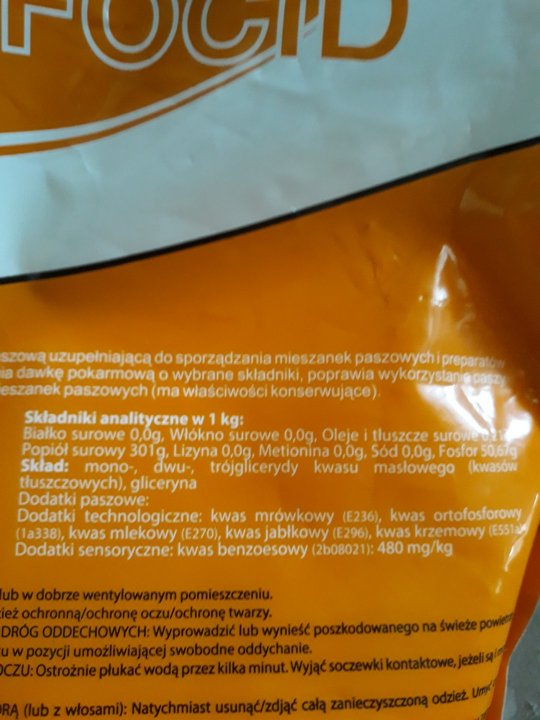 FOCID
szową uzupełniającą do sporządzania mieszanek paszowych i preparatów
ia dawkę pokarmową o wybrane składniki, poprawia wykorzystanie paszy
ieszanek paszowych (ma właściwości konserwujące).
Składniki analityczne w 1 kg:
Białko surowe 0,0g, Włókno surowe 0,0g, Oleje i tłuszcze surowe
Popiół surowy 301g, Lizyna 0,0g, Metionina 0,0g, Sód 0,0g, Fosfor 50,67g
Skład: mono-, dwu-, trójglicerydy kwasu masłowego (kwasów
tłuszczowych), gliceryna
Dodatki paszowe:
Dodatki technologiczne: kwas mrówkowy (E236), kwas ortofosforowy
(1a338), kwas mlekowy (E270), kwas jabłkowy (E296), kwas krzemowy (E551a)
Dodatki sensoryczne: kwas benzoesowy (2b08021): 480 mg/kg
lub w dobrze wentylowanym pomieszczeniu.
ież ochronną/ochronę oczu/ochronę twarzy.
DRÓG ODDECHOWYCH: Wyprowadzić lub wynieść poszkodowanego na świeże
u w pozycji umożliwiającej swobodne oddychanie.
OCZU: Ostrożnie płukać wodą przez kilka minut. Wyjąć soczewki kontaktowe, jeżeli są
RĄ (lub z włosami): Natychmiast usunąć/zdjąć całą zanieczyszczoną odzież.